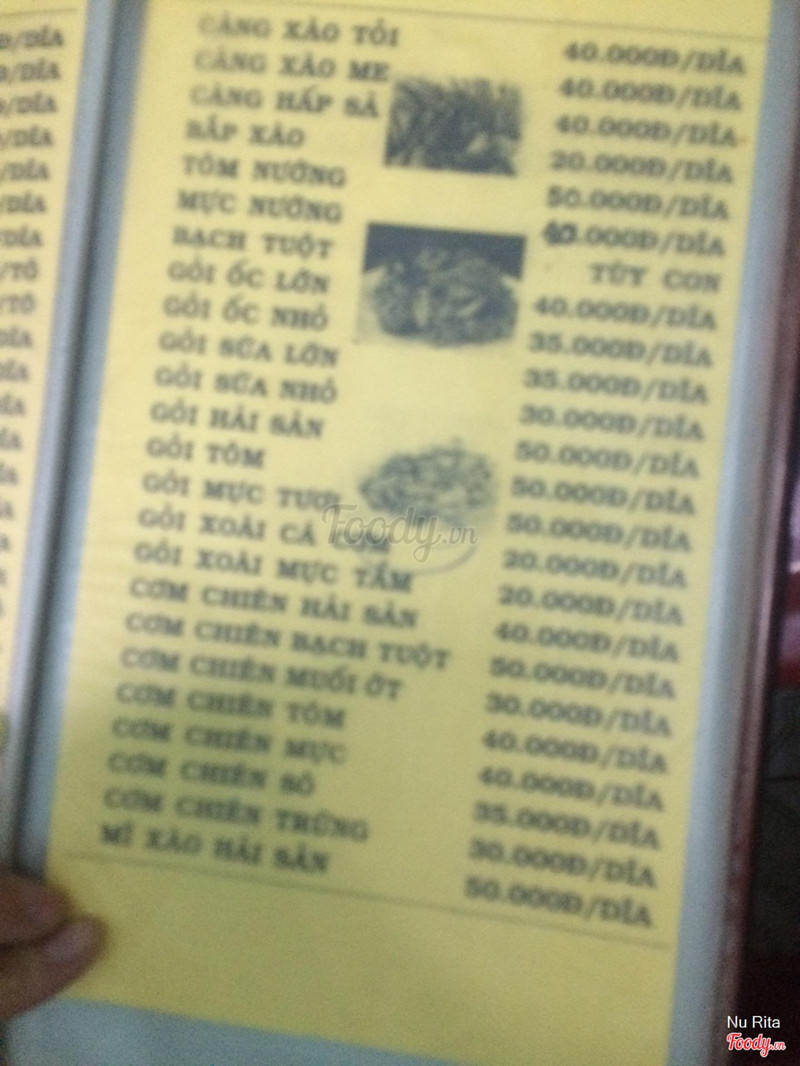 CÀNG XÀO TỎI 40.000Đ/DĨA
CÀNG XÀO ME 40.000Đ/DĨA
CÀNG HẤP SẢ 40.000Đ/DĨA
BẮP XÀO 20.000Đ/DĨA
TÔM NƯỚNG 50.000Đ/DĨA
MỰC NƯỚNG 40.000Đ/DĨA
BẠCH TUỘT TÙY CON
GỎI ỐC LỚN 40.000Đ/DĨA
GỎI ỐC NHỎ 35.000Đ/DĨA
GỎI SỨA LỚN 35.000Đ/DĨA
GỎI SỨA NHỎ 30.000Đ/DĨA
GỎI HẢI SẢN 50.000Đ/DĨA
GỎI TÔM 50.000Đ/DĨA
GỎI MỰC TƯƠI 50.000Đ/DĨA
GỎI XOÀI CÁ CƠM 20.000Đ/DĨA
GỎI XOÀI MỰC TẨM 20.000Đ/DĨA
CƠM CHIÊN HẢI SẢN 40.000Đ/DĨA
CƠM CHIÊN BẠCH TUỘT 50.000Đ/DĨA
CƠM CHIÊN MUỐI ỚT 30.000Đ/DĨA
CƠM CHIÊN TÔM 40.000Đ/DĨA
CƠM CHIÊN MỰC 40.000Đ/DĨA
CƠM CHIÊN SÒ 35.000Đ/DĨA
CƠM CHIÊN TRỨNG 30.000Đ/DĨA
MÌ XÀO HẢI SẢN 50.000Đ/DĨA
Foody.vn
Nu Rita
Foody.vn